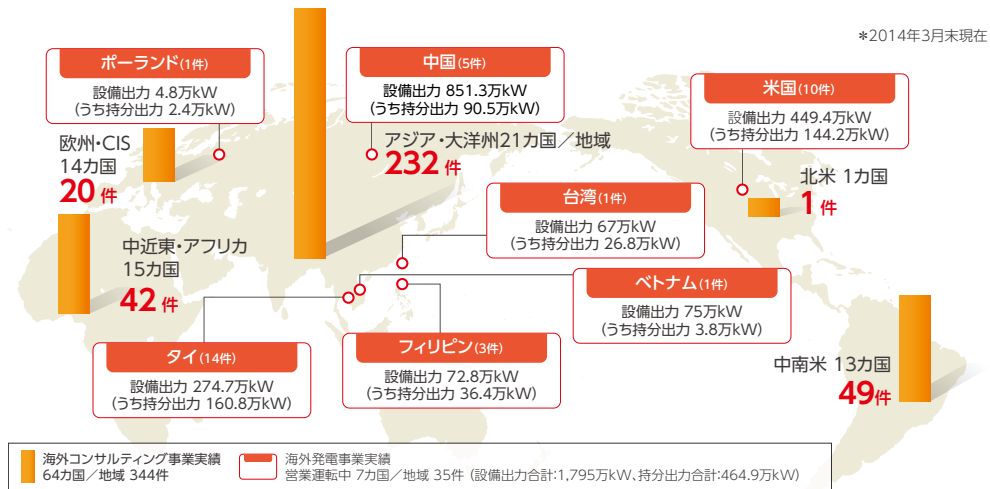 *2014年3月末現在
ポーランド(1件)
設備出力 4.8万kW
(うち持分出力 2.4万kW)
中国(5件)
設備出力 851.3万kW
(うち持分出力 90.5万kW)
米国(10件)
設備出力 449.4万kW
(うち持分出力 144.2万kW)
欧州・CIS
14カ国
20 件
アジア・大洋州21カ国／地域
232 件
北米 1カ国
1 件
台湾(1件)
設備出力 67万kW
(うち持分出力 26.8万kW)
中近東・アフリカ
15カ国
42 件
ベトナム(1件)
設備出力 75万kW
(うち持分出力 3.8万kW)
タイ(14件)
設備出力 274.7万kW
(うち持分出力 160.8万kW)
フィリピン(3件)
設備出力 72.8万kW
(うち持分出力 36.4万kW)
中南米 13カ国
49件
海外コンサルティング事業実績
64カ国／地域 344件
海外発電事業実績
営業運転中 7カ国／地域 35件 (設備出力合計:1,795万kW、持分出力合計:464.9万kW)